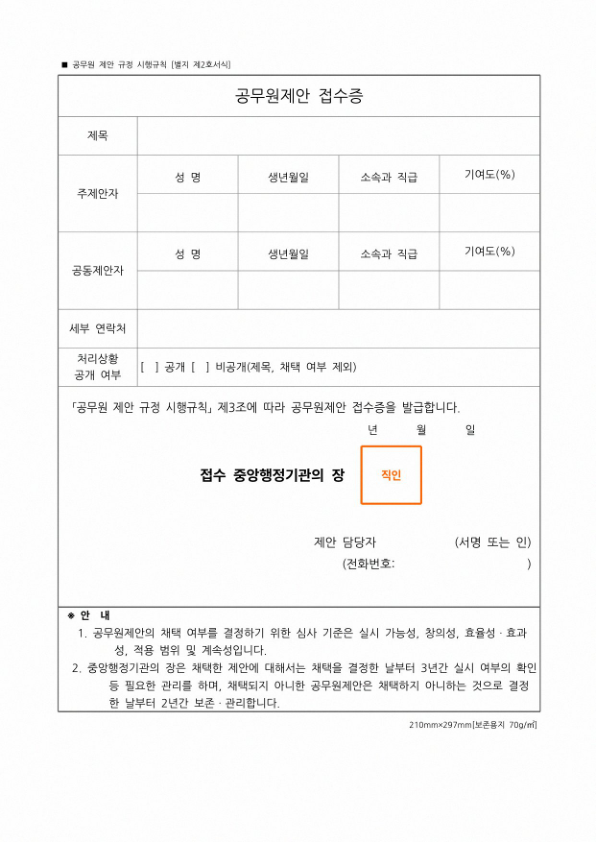 ■ 공무원 제안 규정 시행규칙 [별지 제2호서식]
공무원제안 접수증
제목
주제안자
성 명
생년월일
소속과 직급
기여도(%)
공동제안자
성 명
생년월일
소속과 직급
기여도(%)
세부 연락처
처리상황
공개 여부
[ ] 공개 [ ] 비공개(제목, 채택 여부 제외)
「공무원 제안 규정 시행규칙」 제3조에 따라 공무원제안 접수증을 발급합니다.
년 월 일
접수 중앙행정기관의 장
직인
제안 담당자 (서명 또는 인)
(전화번호: )
※ 안 내
1. 공무원제안의 채택 여부를 결정하기 위한 심사 기준은 실시 가능성, 창의성, 효율성ㆍ효과
성, 적용 범위 및 계속성입니다.
2. 중앙행정기관의 장은 채택한 제안에 대해서는 채택을 결정한 날부터 3년간 실시 여부의 확인
등 필요한 관리를 하며, 채택되지 아니한 공무원제안은 채택하지 아니하는 것으로 결정
한 날부터 2년간 보존ㆍ관리합니다.
210mm×297mm[보존용지 70g/㎡]